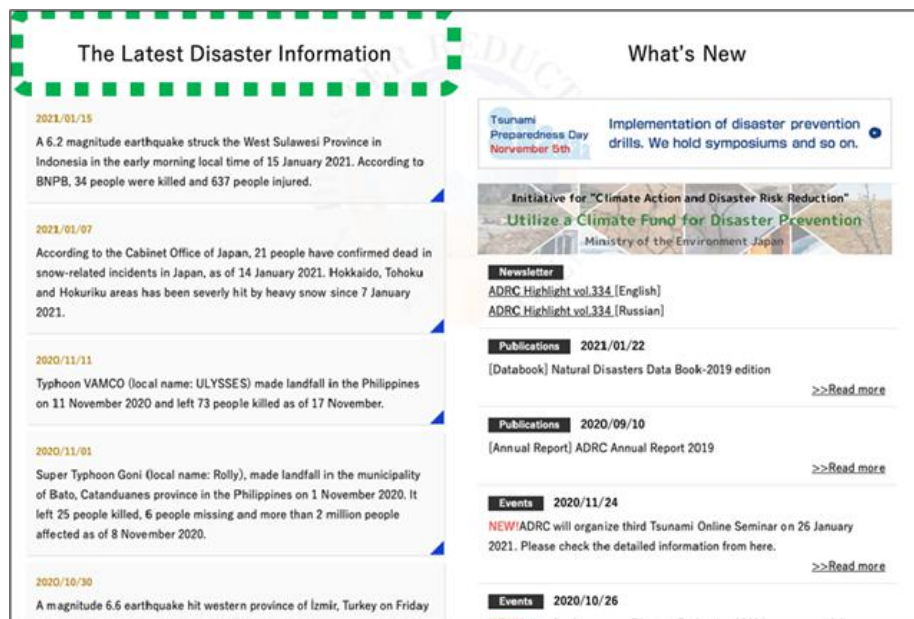 The Latest Disaster Information
2021/01/15
A 6.2 magnitude earthquake struck the West Sulawesi Province in
Indonesia in the early morning local time of 15 January 2021. According to
BNPB, 34 people were killed and 637 people injured.
2021/01/07
According to the Cabinet Office of Japan, 21 people have confirmed dead in
snow-related incidents in Japan, as of 14 January 2021. Hokkaido, Tohoku
and Hokuriku areas has been severly hit by heavy snow since 7 January
2021.
2020/11/11
Typhoon VAMCO (local name: ULYSSES) made landfall in the Philippines
on 11 November 2020 and left 73 people killed as of 17 November.
2020/11/01
Super Typhoon Goni (local name: Rolly), made landfall in the municipality
of Bato, Catanduanes province in the Philippines on 1 November 2020. It
left 25 people killed, 6 people missing and more than 2 million people
affected as of 8 November 2020.
2020/10/30
A magnitude 6.6 earthquake hit western province of İzmir, Turkey on Friday
What's New
Tsunami
Preparedness Day
Norvember 5th
Implementation of disaster prevention
drills. We hold symposiums and so on.
Initiative for "Climate Action and Disaster Risk Reduction"
Utilize a Climate Fund for Disaster Prevention
Ministry of the Environment Japan
Newsletter
ADRC Highlight vol.334 [English]
ADRC Highlight vol.334 [Russian]
Publications 2021/01/22
[Databook] Natural Disasters Data Book-2019 edition
>>Read more
Publications 2020/09/10
[Annual Report] ADRC Annual Report 2019
>>Read more
Events 2020/11/24
NEW!ADRC will organize third Tsunami Online Seminar on 26 January
2021. Please check the detailed information from here.
>>Read more
Events 2020/10/26